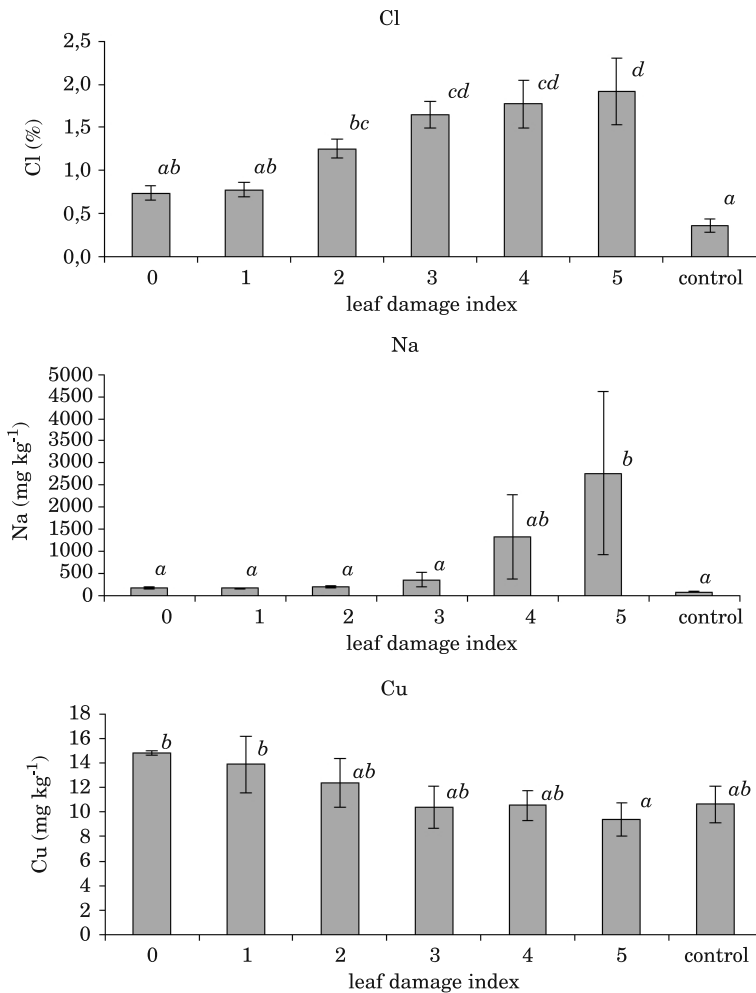 Cl
2,5
2,0
1,5
1,0
0,5
0,0
Cl (%)
ab ab bc cd cd d a
0 1 2 3 4 5 control
leaf damage index
Na
5000
4500
4000
3500
3000
2500
2000
1500
1000
500
0
Na (mg kg⁻¹)
a a a a ab b a
0 1 2 3 4 5 control
leaf damage index
Cu
18
16
14
12
10
8
6
4
2
0
Cu (mg kg⁻¹)
b b ab ab ab a ab
0 1 2 3 4 5 control
leaf damage index